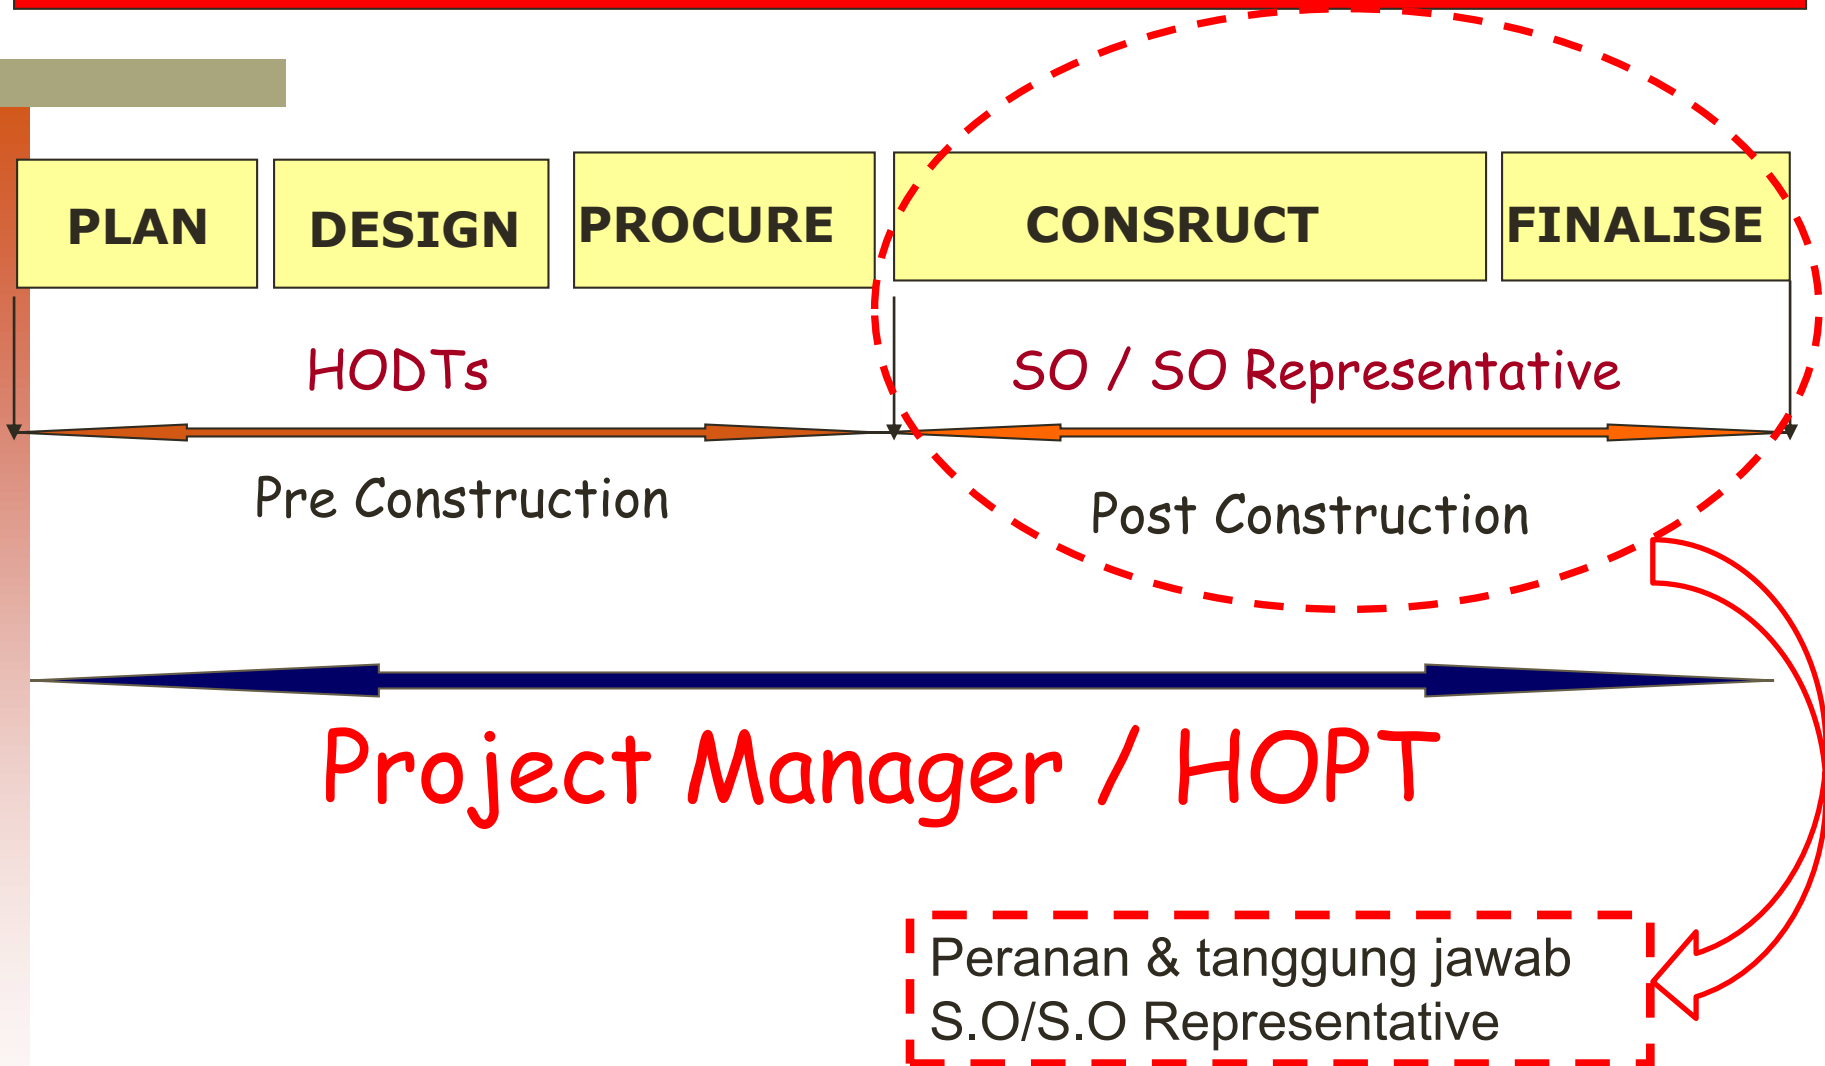 PLAN
DESIGN
PROCURE
CONSRUCT
FINALISE
HODTs
SO / SO Representative
Pre Construction
Post Construction
Project Manager / HOPT
Peranan & tanggung jawab
S.O/S.O Representative